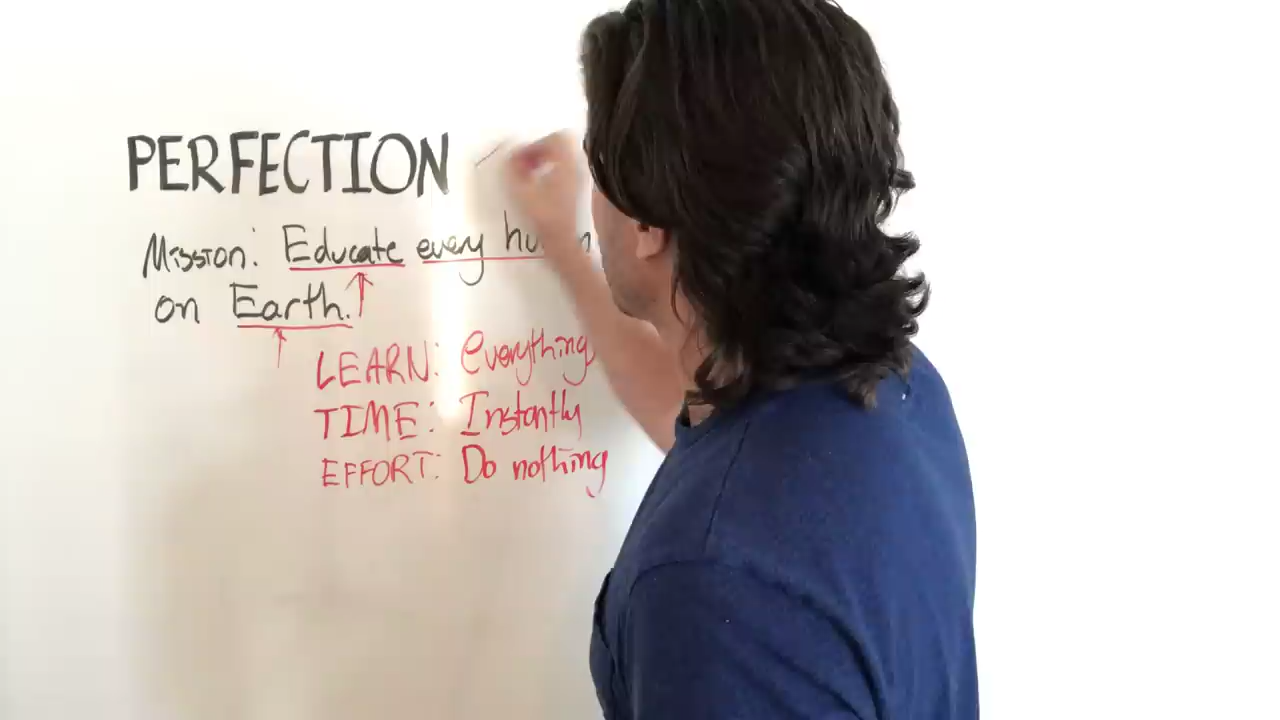 PERFECTION
Mission: Educate every
on Earth.
LEARN: everything
TIME: Instantly
EFFORT: Do nothing